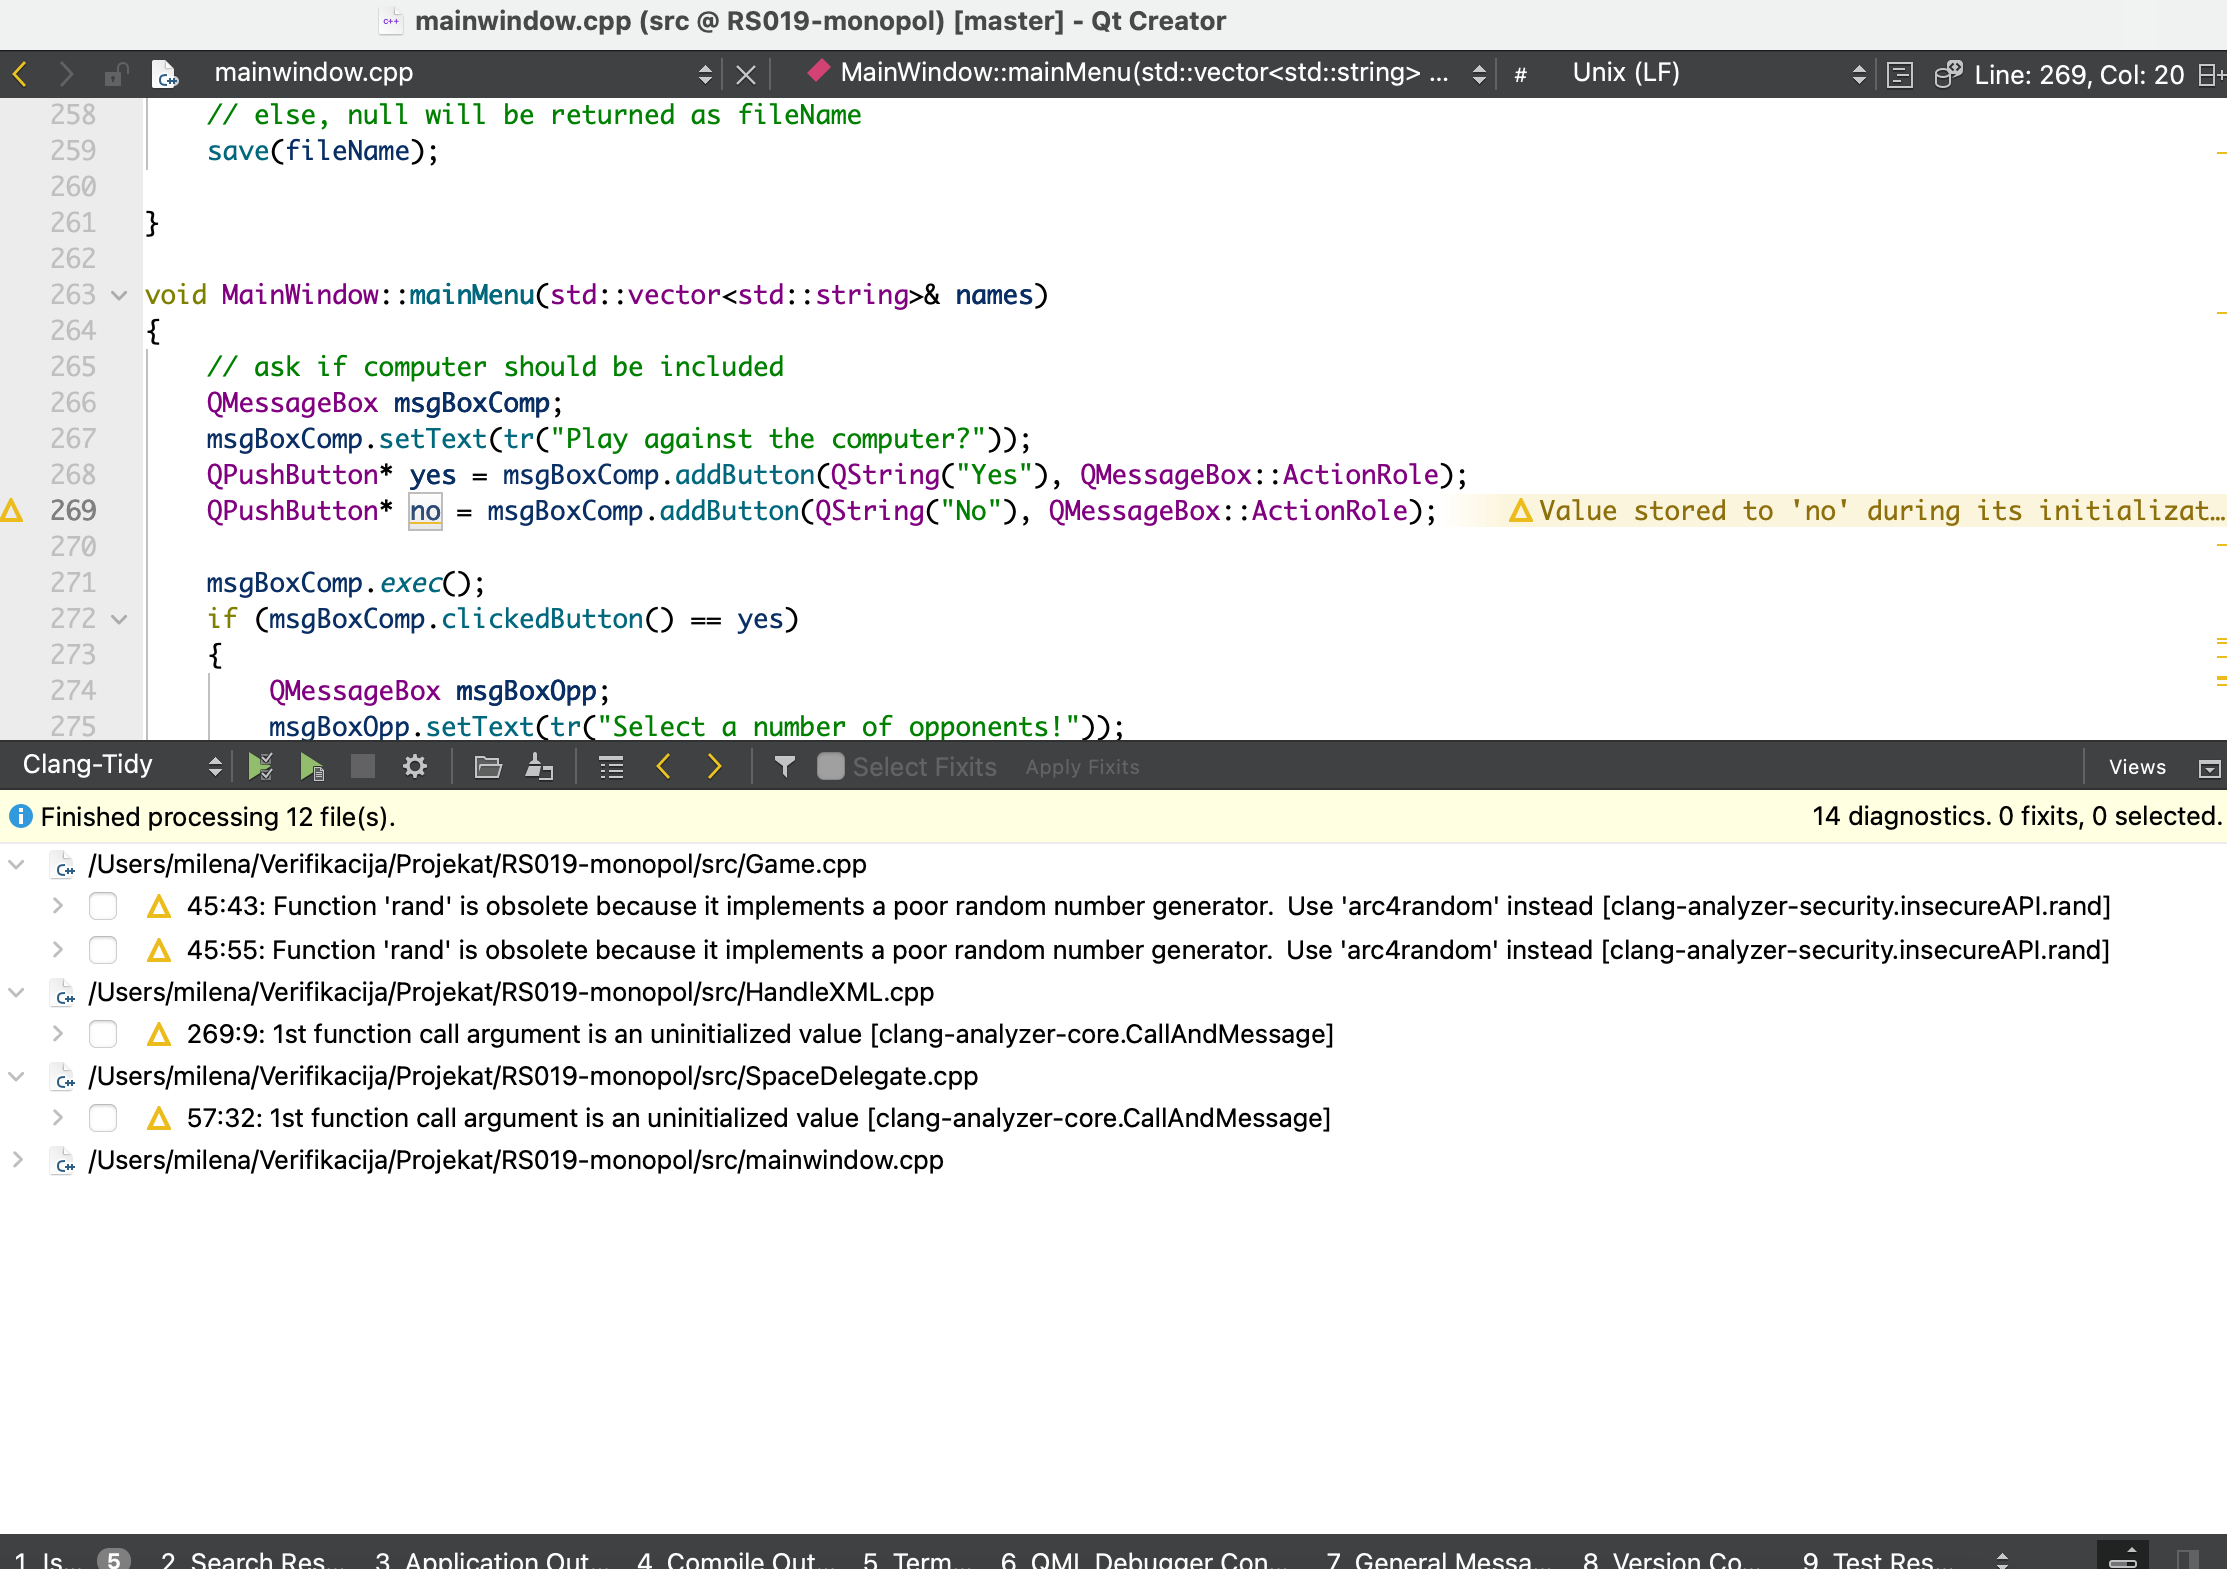 mainwindow.cpp (src @ RS019-monopol) [master] - Qt Creator
mainwindow.cpp MainWindow::mainMenu(std::vector<std::string> ... # Unix (LF) Line: 269, Col: 20
258 // else, null will be returned as fileName
259 save(fileName);
260
261 }
262
263 void MainWindow::mainMenu(std::vector<std::string>& names)
264 {
265 // ask if computer should be included
266 QMessageBox msgBoxComp;
267 msgBoxComp.setText(tr("Play against the computer?"));
268 QPushButton* yes = msgBoxComp.addButton(QString("Yes"), QMessageBox::ActionRole);
269 QPushButton* no = msgBoxComp.addButton(QString("No"), QMessageBox::ActionRole); Value stored to 'no' during its initializat…
270
271 msgBoxComp.exec();
272 if (msgBoxComp.clickedButton() == yes)
273 {
274 QMessageBox msgBoxOpp;
275 msgBoxOpp.setText(tr("Select a number of opponents!"));
Clang-Tidy Select Fixits Apply Fixits Views
Finished processing 12 file(s). 14 diagnostics. 0 fixits, 0 selected.
/Users/milena/Verifikacija/Projekat/RS019-monopol/src/Game.cpp
45:43: Function 'rand' is obsolete because it implements a poor random number generator. Use 'arc4random' instead [clang-analyzer-security.insecureAPI.rand]
45:55: Function 'rand' is obsolete because it implements a poor random number generator. Use 'arc4random' instead [clang-analyzer-security.insecureAPI.rand]
/Users/milena/Verifikacija/Projekat/RS019-monopol/src/HandleXML.cpp
269:9: 1st function call argument is an uninitialized value [clang-analyzer-core.CallAndMessage]
/Users/milena/Verifikacija/Projekat/RS019-monopol/src/SpaceDelegate.cpp
57:32: 1st function call argument is an uninitialized value [clang-analyzer-core.CallAndMessage]
/Users/milena/Verifikacija/Projekat/RS019-monopol/src/mainwindow.cpp
1 Is... 5 2 Search Res... 3 Application Out... 4 Compile Out... 5 Term... 6 QML Debugger Con... 7 General Messa... 8 Version Co... 9 Test Res...